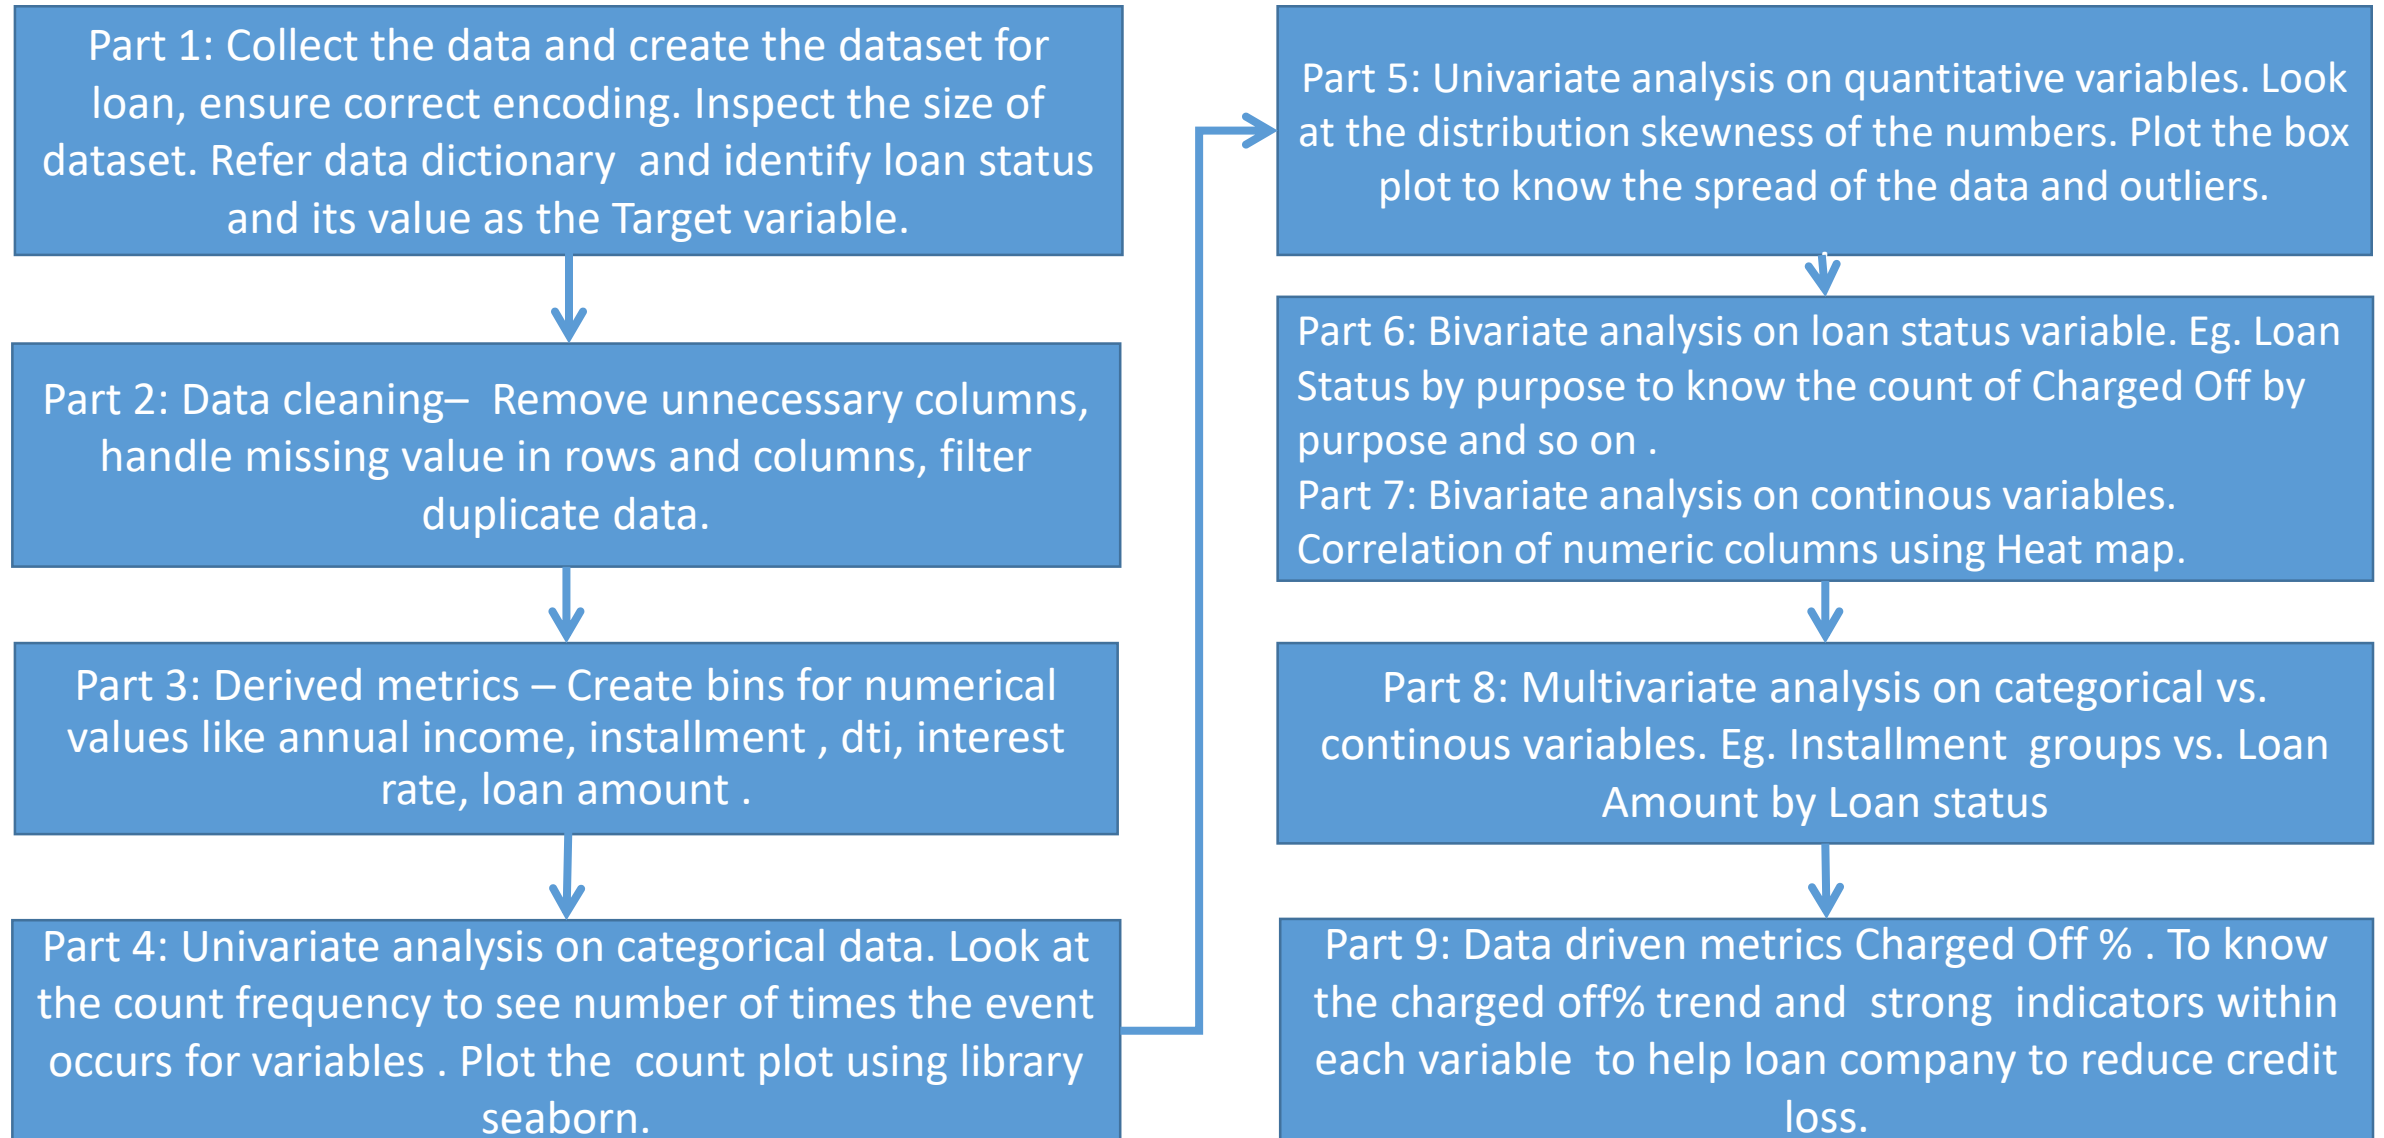 Part 1: Collect the data and create the dataset for
loan, ensure correct encoding. Inspect the size of
dataset. Refer data dictionary  and identify loan status
and its value as the Target variable.
Part 2: Data cleaning–  Remove unnecessary columns,
handle missing value in rows and columns, filter
duplicate data.
Part 3: Derived metrics – Create bins for numerical
values like annual income, installment , dti, interest
rate, loan amount .
Part 4: Univariate analysis on categorical data. Look at
the count frequency to see number of times the event
occurs for variables . Plot the  count plot using library
seaborn.
Part 5: Univariate analysis on quantitative variables. Look
at the distribution skewness of the numbers. Plot the box
plot to know the spread of the data and outliers.
Part 6: Bivariate analysis on loan status variable. Eg. Loan
Status by purpose to know the count of Charged Off by
purpose and so on .
Part 7: Bivariate analysis on continous variables.
Correlation of numeric columns using Heat map.
Part 8: Multivariate analysis on categorical vs.
continous variables. Eg. Installment  groups vs. Loan
Amount by Loan status
Part 9: Data driven metrics Charged Off % . To know
the charged off% trend and  strong  indicators within
each variable  to help loan company to reduce credit
loss.